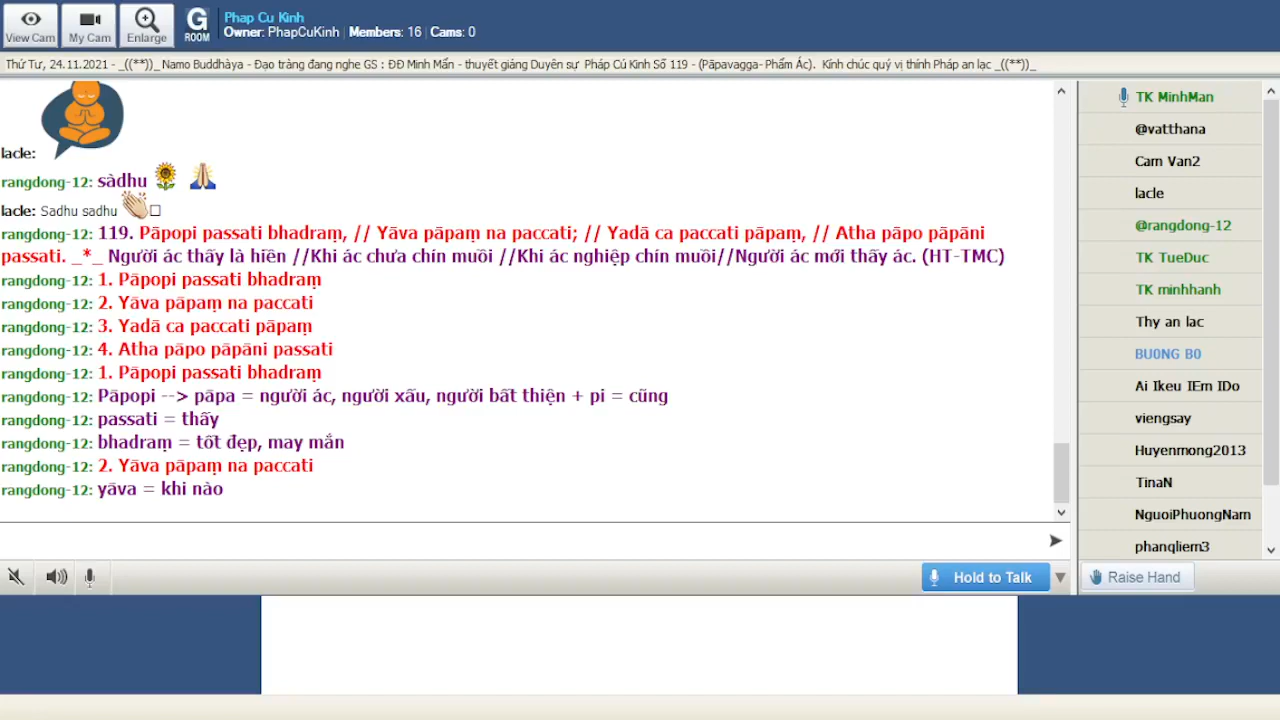 View Cam
My Cam
Enlarge
G
ROOM
Phap Cu Kinh
Owner: PhapCuKinh | Members: 16 | Cams: 0
Thứ Tư, 24.11.2021 - _((**))_ Namo Buddhàya - Đạo tràng đang nghe GS : ĐĐ Minh Mẫn - thuyết giảng Duyên sự Pháp Cú Kinh Số 119 - (Pāpavagga- Phẩm Ác). Kính chúc quý vị thính Pháp an lạc _((**))_
lacle:
rangdong-12: sàdhu
lacle: Sadhu sadhu
rangdong-12: 119. Pāpopi passati bhadraṃ, // Yāva pāpaṃ na paccati; // Yadā ca paccati pāpaṃ, // Atha pāpo pāpāni
passati. _*_ Người ác thấy là hiền //Khi ác chưa chín muồi //Khi ác nghiệp chín muồi//Người ác mới thấy ác. (HT-TMC)
rangdong-12: 1. Pāpopi passati bhadraṃ
rangdong-12: 2. Yāva pāpaṃ na paccati
rangdong-12: 3. Yadā ca paccati pāpaṃ
rangdong-12: 4. Atha pāpo pāpāni passati
rangdong-12: 1. Pāpopi passati bhadraṃ
rangdong-12: Pāpopi --> pāpa = người ác, người xấu, người bất thiện + pi = cũng
rangdong-12: passati = thấy
rangdong-12: bhadraṃ = tốt đẹp, may mắn
rangdong-12: 2. Yāva pāpaṃ na paccati
rangdong-12: yāva = khi nào
TK MinhMan
@vatthana
Cam Van2
lacle
@rangdong-12
TK TueDuc
TK minhhanh
Thy an lac
BU0NG B0
Ai Ikeu IEm IDo
viengsay
Huyenmong2013
TinaN
NguoiPhuongNam
phanqliem3
Hold to Talk
Raise Hand